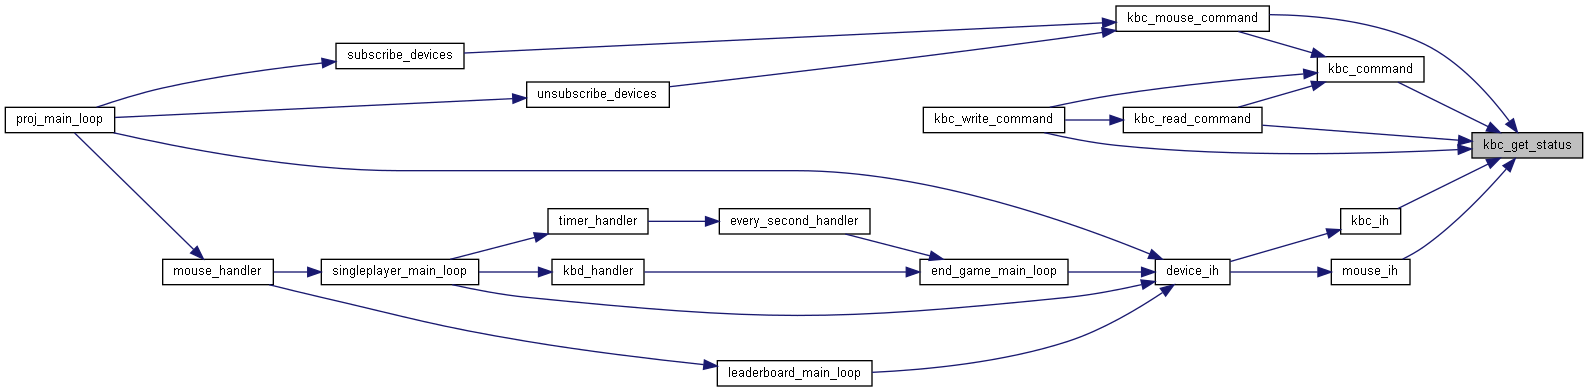 kbc_mouse_command
subscribe_devices
kbc_command
unsubscribe_devices
proj_main_loop
kbc_write_command
kbc_read_command
kbc_get_status
timer_handler
every_second_handler
kbc_ih
mouse_handler
singleplayer_main_loop
kbd_handler
end_game_main_loop
device_ih
mouse_ih
leaderboard_main_loop